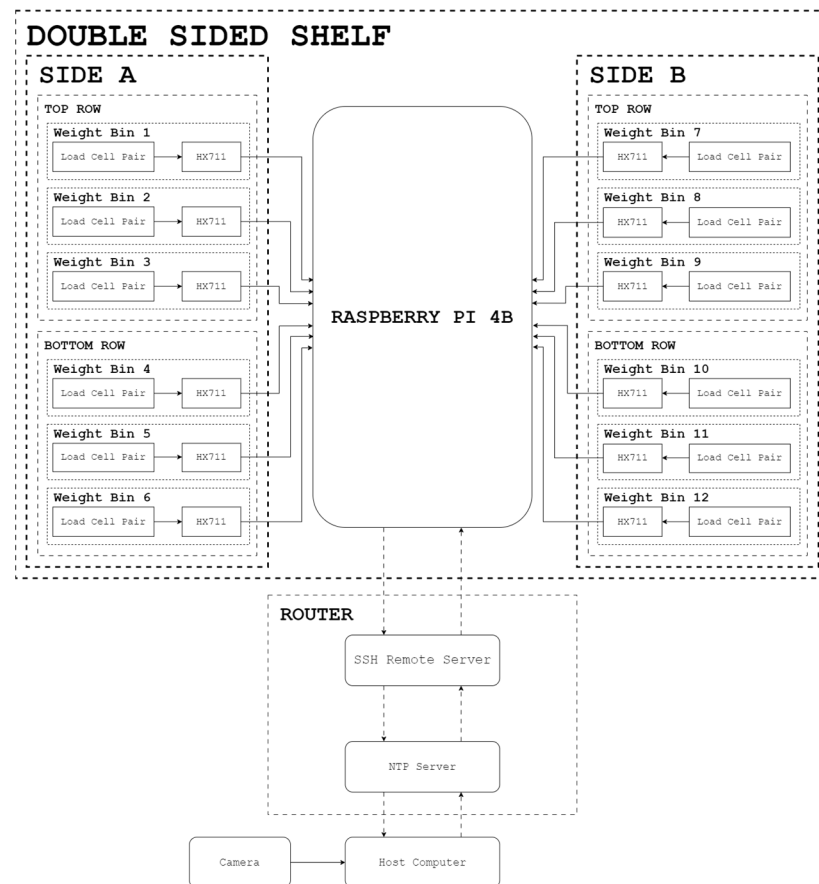 DOUBLE SIDED SHELF
SIDE A
TOP ROW
Weight Bin 1
Load Cell Pair
HX711
Weight Bin 2
Load Cell Pair
HX711
Weight Bin 3
Load Cell Pair
HX711
BOTTOM ROW
Weight Bin 4
Load Cell Pair
HX711
Weight Bin 5
Load Cell Pair
HX711
Weight Bin 6
Load Cell Pair
HX711
RASPBERRY PI 4B
SIDE B
TOP ROW
Weight Bin 7
HX711
Load Cell Pair
Weight Bin 8
HX711
Load Cell Pair
Weight Bin 9
HX711
Load Cell Pair
BOTTOM ROW
Weight Bin 10
HX711
Load Cell Pair
Weight Bin 11
HX711
Load Cell Pair
Weight Bin 12
HX711
Load Cell Pair
ROUTER
SSH Remote Server
NTP Server
Camera
Host Computer